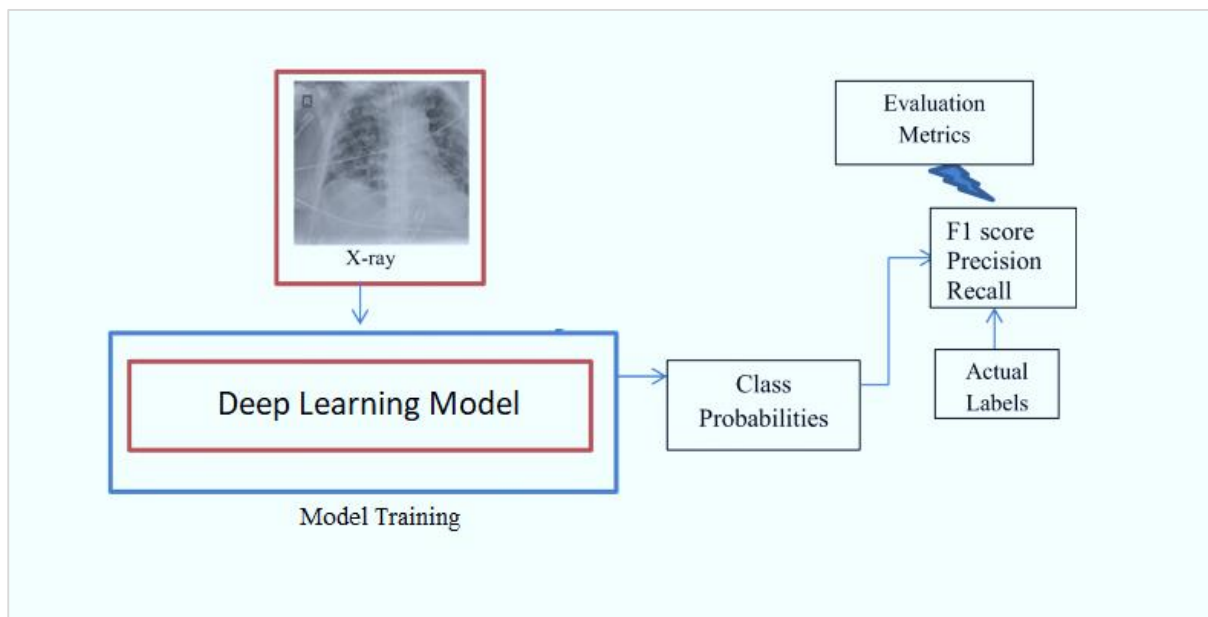 X-ray
Deep Learning Model
Model Training
Class
Probabilities
Evaluation
Metrics
F1 score
Precision
Recall
Actual
Labels